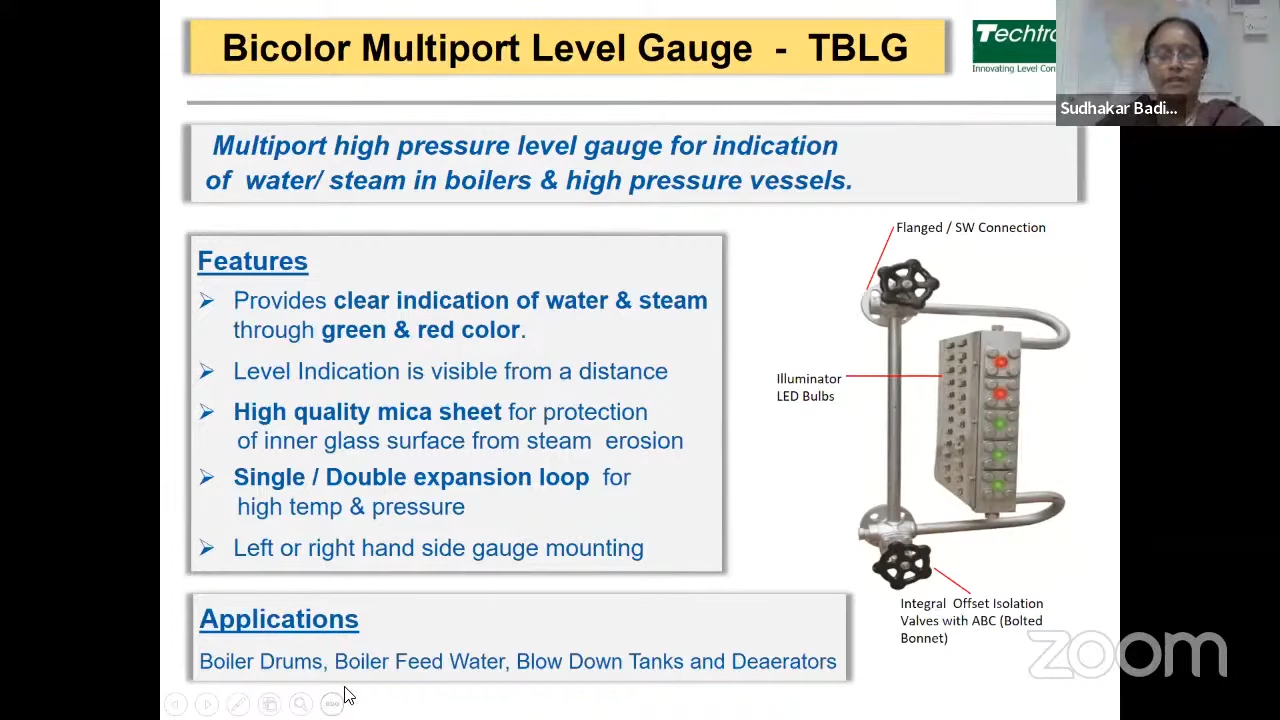 Bicolor Multiport Level Gauge - TBLG
Innovating Level Con
Sudhakar Badi...
Multiport high pressure level gauge for indication
of water/ steam in boilers & high pressure vessels.
Features
Provides clear indication of water & steam
through green & red color.
Level Indication is visible from a distance
High quality mica sheet for protection
of inner glass surface from steam erosion
Single / Double expansion loop for
high temp & pressure
Left or right hand side gauge mounting
Flanged / SW Connection
Illuminator
LED Bulbs
Integral Offset Isolation
Valves with ABC (Bolted
Bonnet)
Applications
Boiler Drums, Boiler Feed Water, Blow Down Tanks and Deaerators
zoom